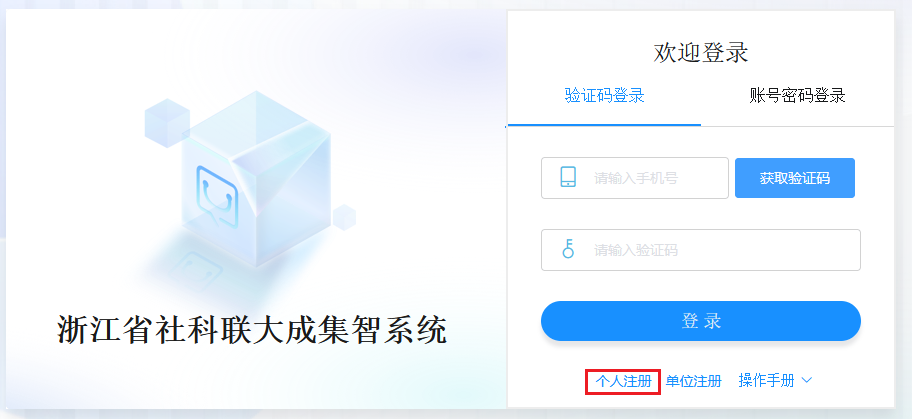 浙江省社科联大成集智系统
欢迎登录
验证码登录 账号密码登录
请输入手机号 获取验证码
请输入验证码
登 录
个人注册 单位注册 操作手册